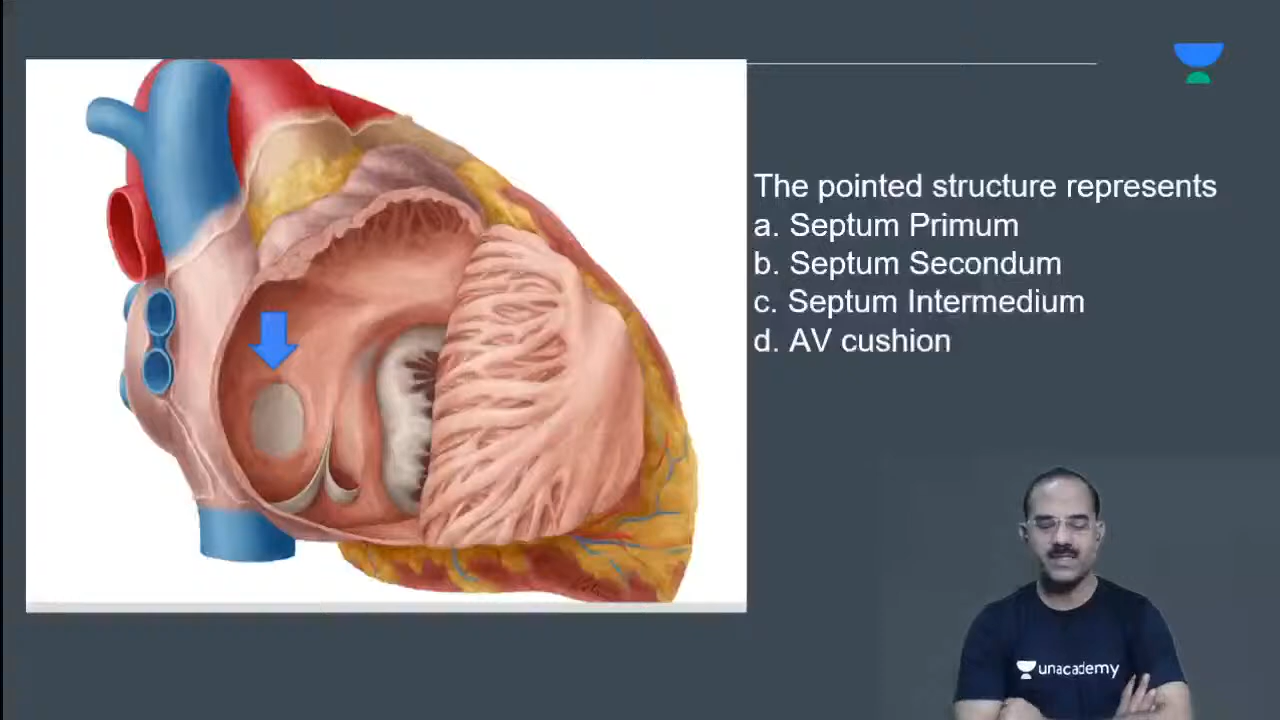 The pointed structure represents
a. Septum Primum
b. Septum Secondum
c. Septum Intermedium
d. AV cushion
unacademy